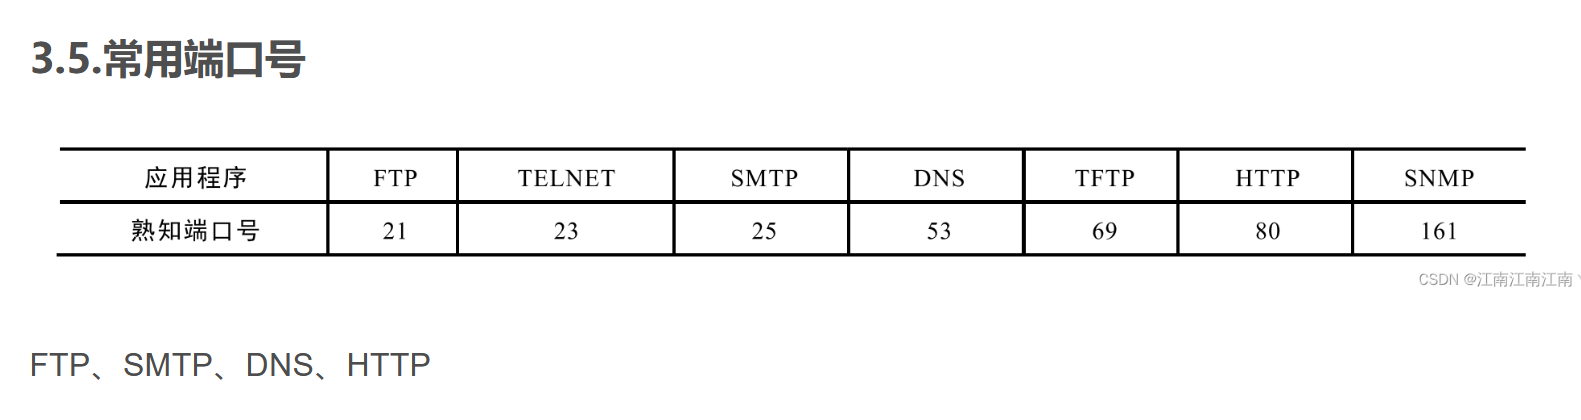 3.5.常用端口号
应用程序 FTP TELNET SMTP DNS TFTP HTTP SNMP
熟知端口号 21 23 25 53 69 80 161
CSDN @江南江南江南丶
FTP、SMTP、DNS、HTTP